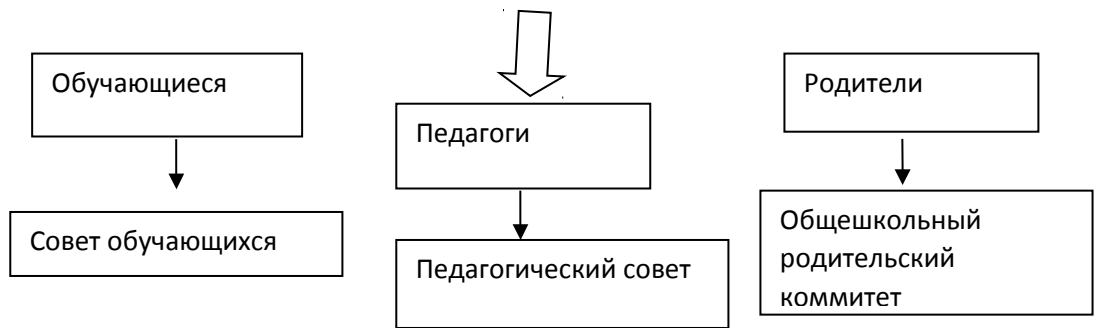 Обучающиеся
Педагоги
Родители
Совет обучающихся
Педагогический совет
Общешкольный
родительский
коммитет